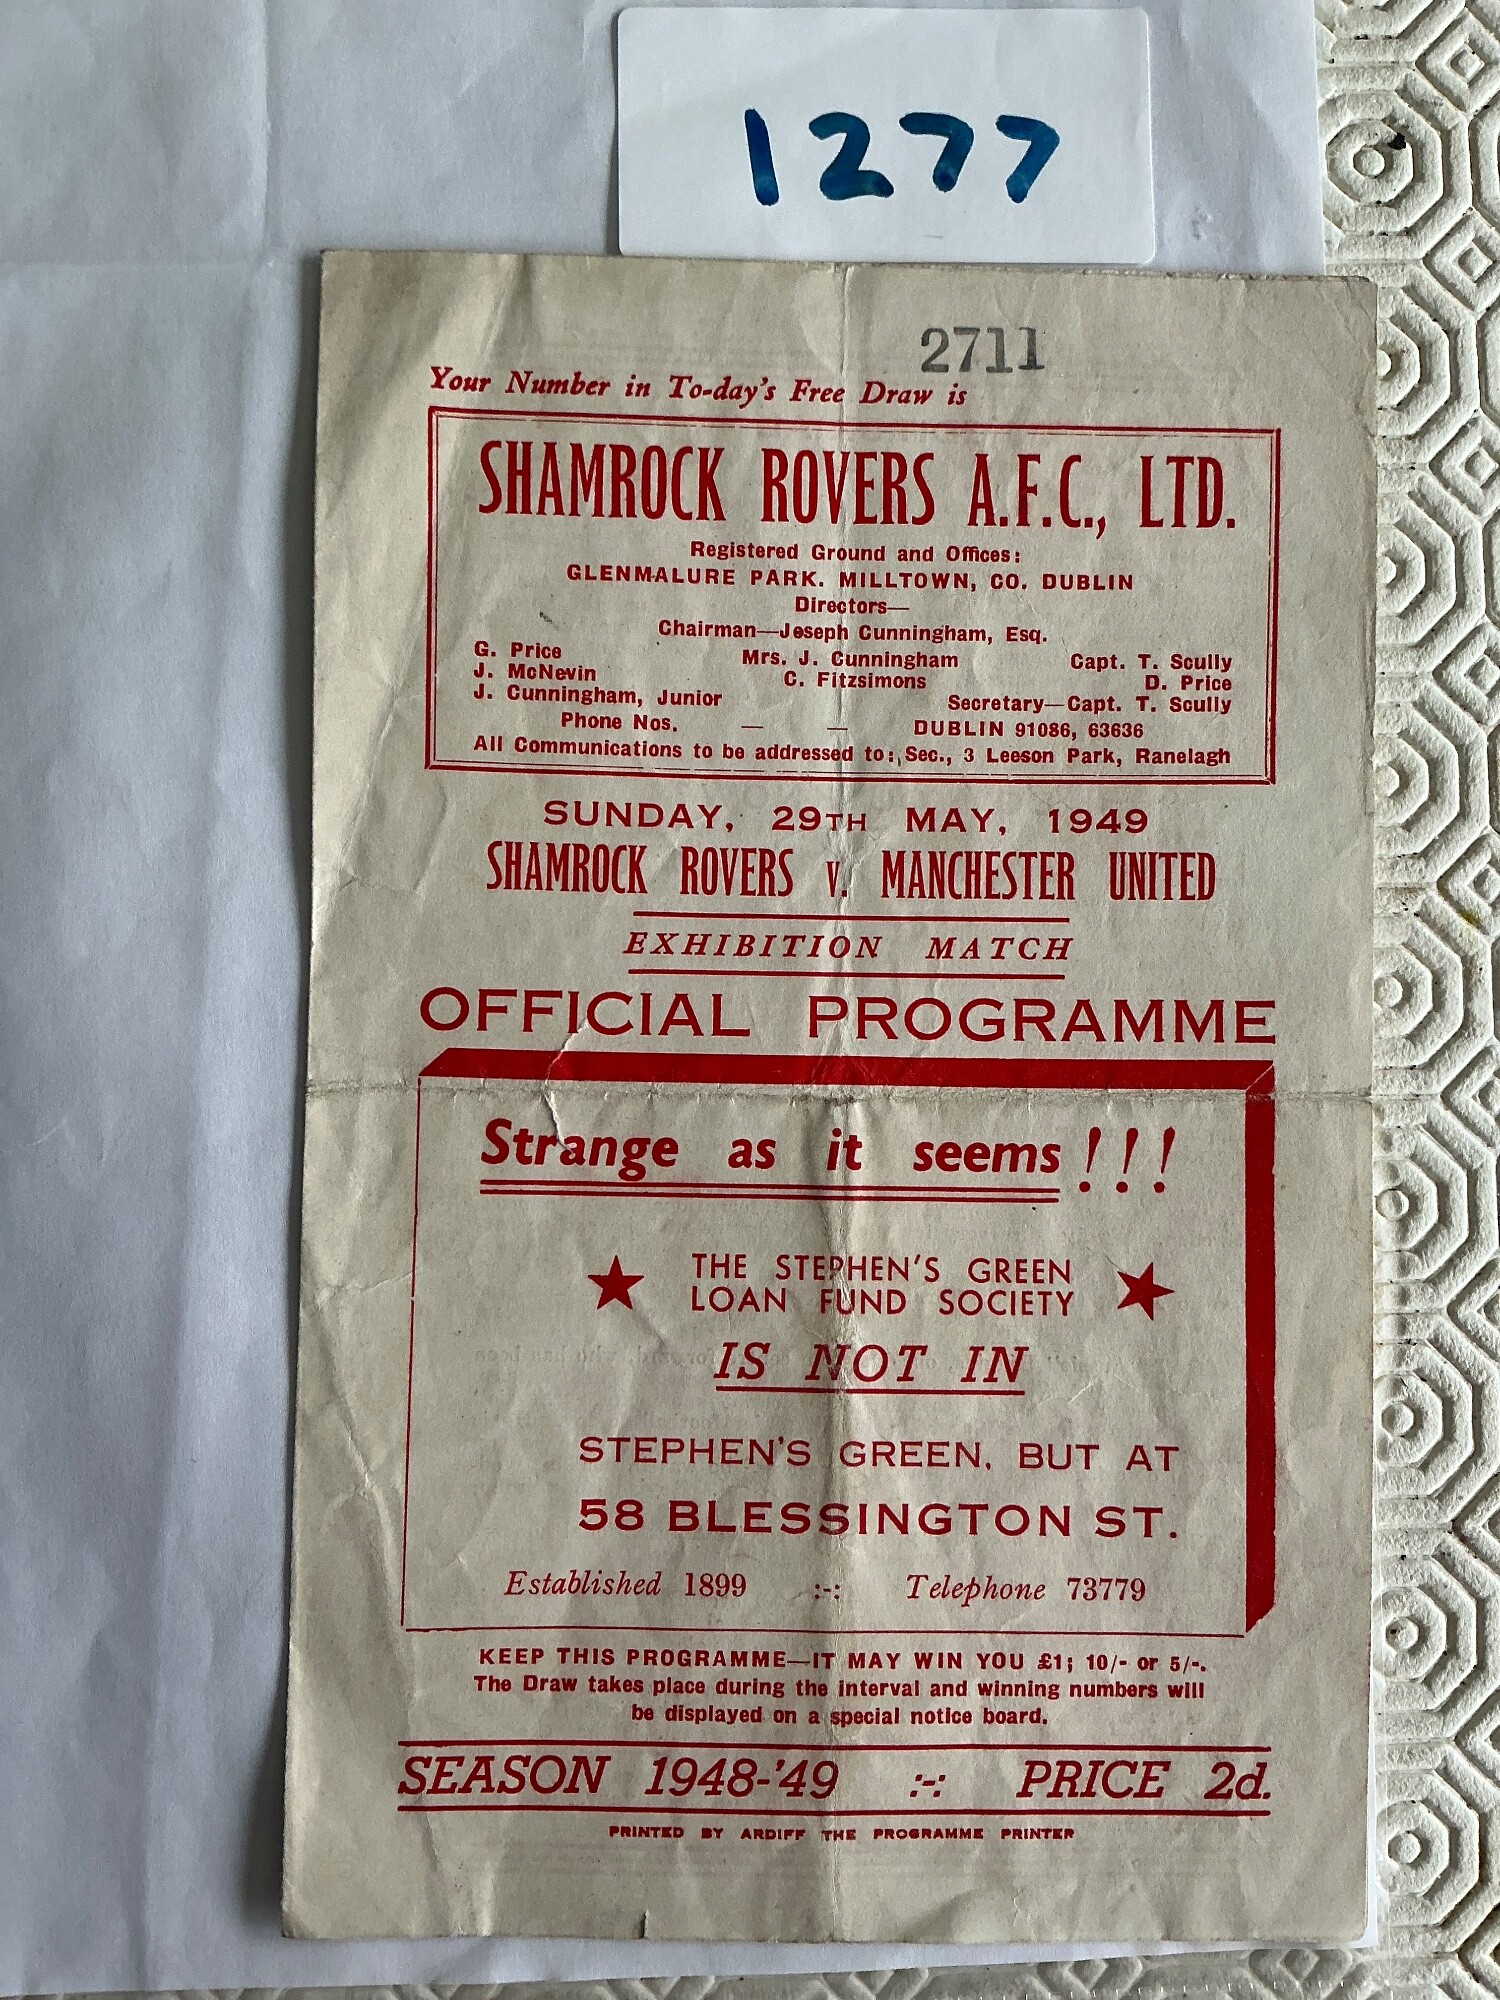 1277
2711
Your Number in To-day's Free Draw is
SHAMROCK ROVERS A.F.C., LTD.
Registered Ground and Offices:
GLENMALURE PARK. MILLTOWN, CO. DUBLIN
Directors—
Chairman—Joseph Cunningham, Esq.
G. Price Mrs. J. Cunningham Capt. T. Scully
J. McNevin C. Fitzsimons D. Price
J. Cunningham, Junior Secretary—Capt. T. Scully
Phone Nos. — — DUBLIN 91086, 63636
All Communications to be addressed to: Sec., 3 Leeson Park, Ranelagh
SUNDAY, 29TH MAY, 1949
SHAMROCK ROVERS V. MANCHESTER UNITED
EXHIBITION MATCH
OFFICIAL PROGRAMME
Strange as it seems!!!
★ THE STEPHEN'S GREEN ★
LOAN FUND SOCIETY
IS NOT IN
STEPHEN'S GREEN, BUT AT
58 BLESSINGTON ST.
Established 1899 :-: Telephone 73779
KEEP THIS PROGRAMME—IT MAY WIN YOU £1; 10/- or 5/-.
The Draw takes place during the interval and winning numbers will
be displayed on a special notice board.
SEASON 1948-'49 :-: PRICE 2d.
PRINTED BY ARDIFF THE PROGRAMME PRINTER